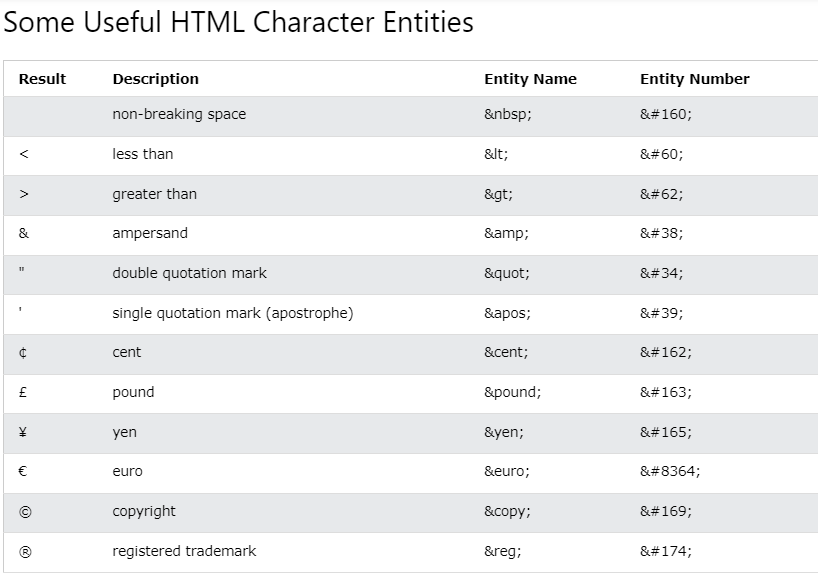 Some Useful HTML Character Entities
Result Description Entity Name Entity Number
non-breaking space &nbsp; &#160;
< less than &lt; &#60;
> greater than &gt; &#62;
& ampersand &amp; &#38;
" double quotation mark &quot; &#34;
' single quotation mark (apostrophe) &apos; &#39;
¢ cent &cent; &#162;
£ pound &pound; &#163;
¥ yen &yen; &#165;
€ euro &euro; &#8364;
© copyright &copy; &#169;
® registered trademark &reg; &#174;